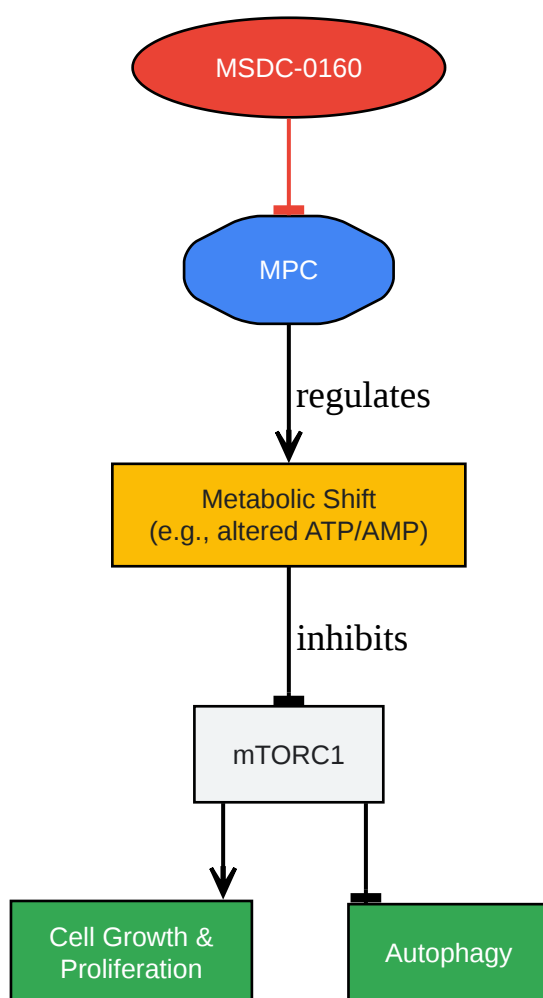 MSDC-0160
MPC
regulates
Metabolic Shift
(e.g., altered ATP/AMP)
inhibits
mTORC1
Cell Growth &
Proliferation
Autophagy